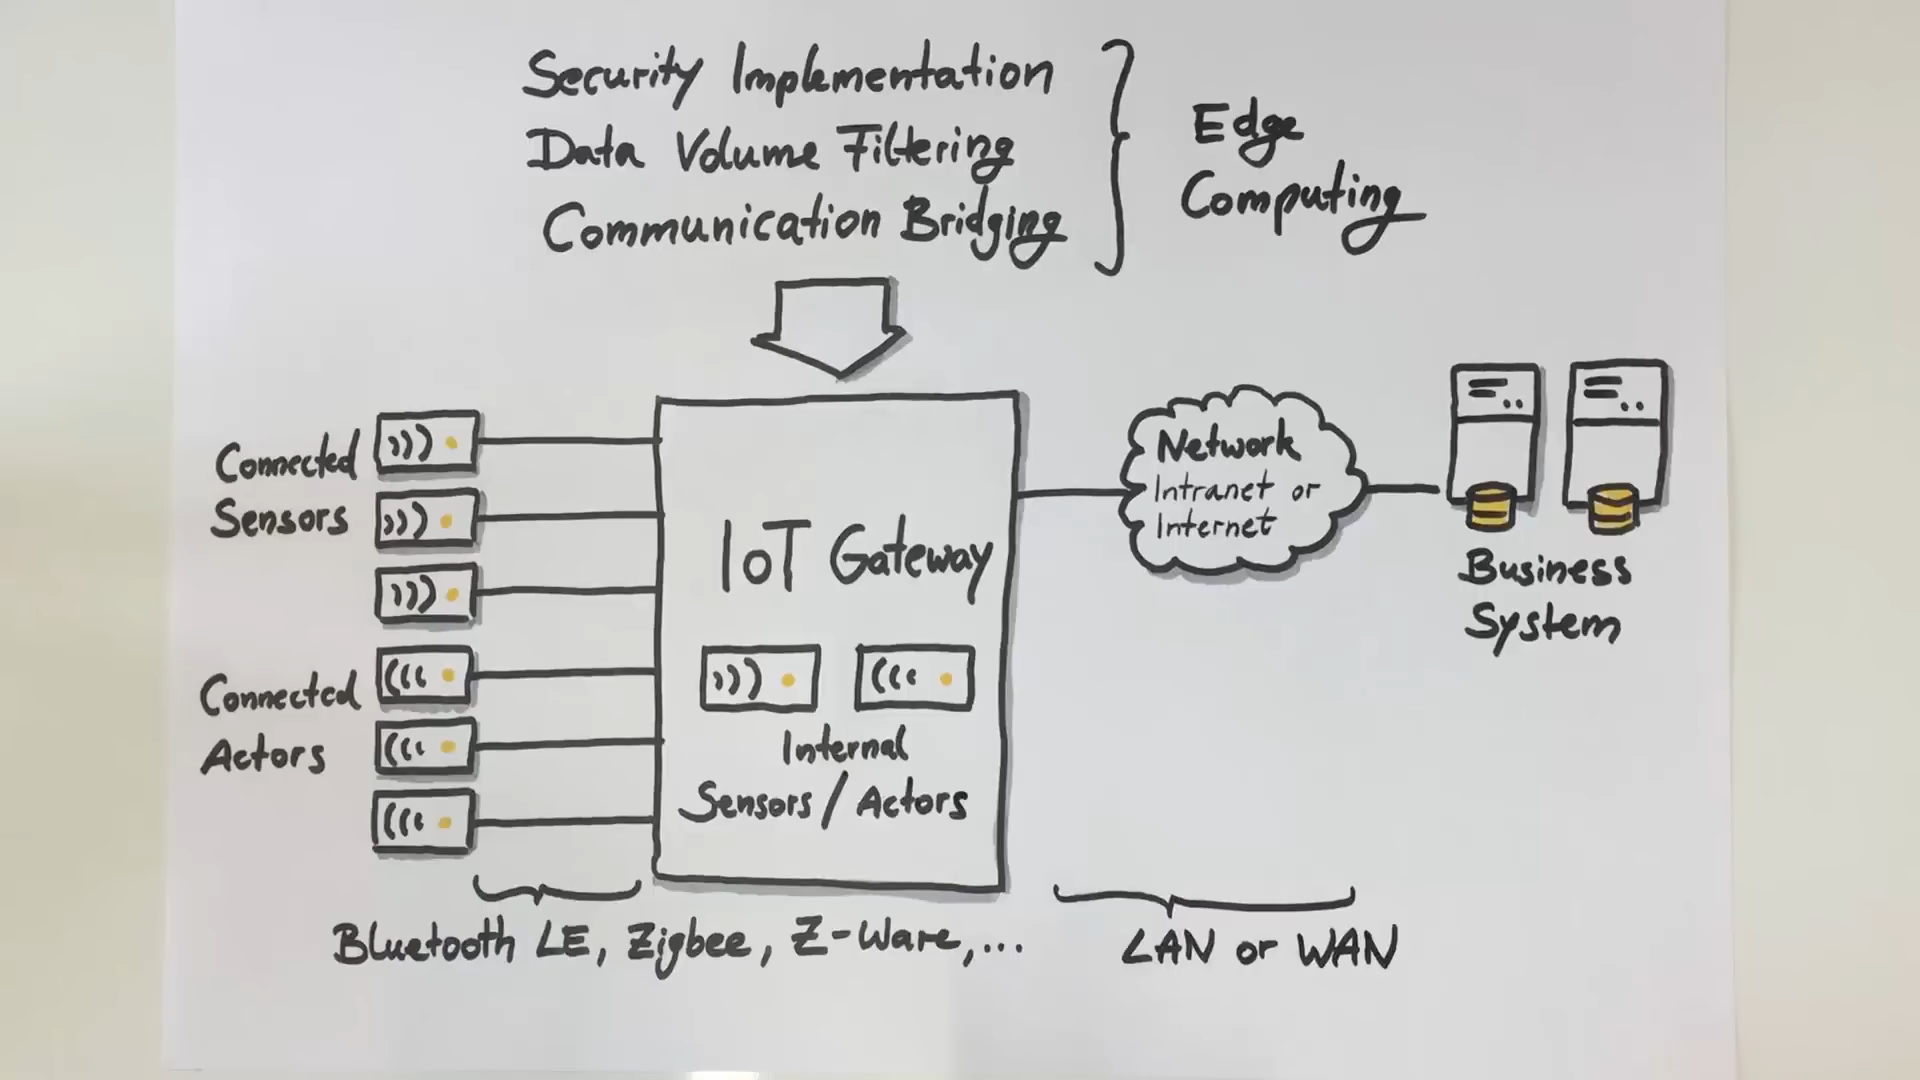 Security Implementation
Data Volume Filtering
Communication Bridging
Edge
Computing
Connected
Sensors
Connected
Actors
IoT Gateway
Internal
Sensors / Actors
Network
Intranet or
Internet
Business
System
Bluetooth LE, Zigbee, Z-Ware,...
LAN or WAN